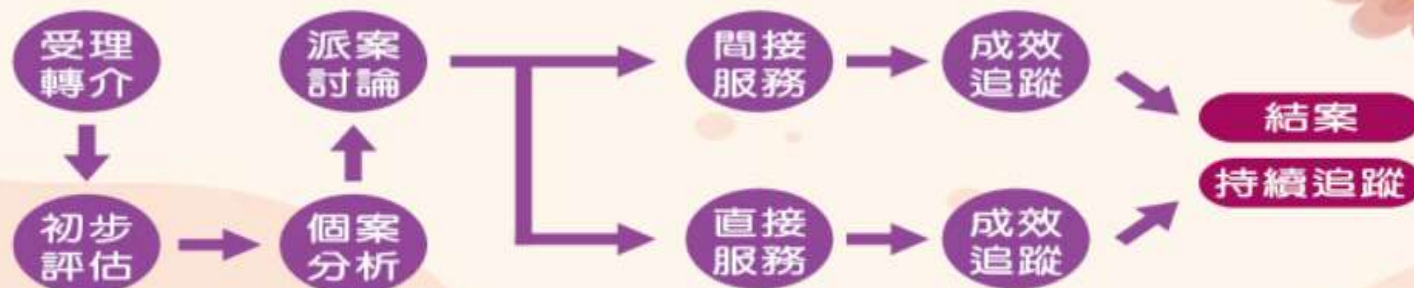 受理
轉介
初步
評估
個案
分析
派案
討論
間接
服務
成效
追蹤
直接
服務
成效
追蹤
結案
持續追蹤